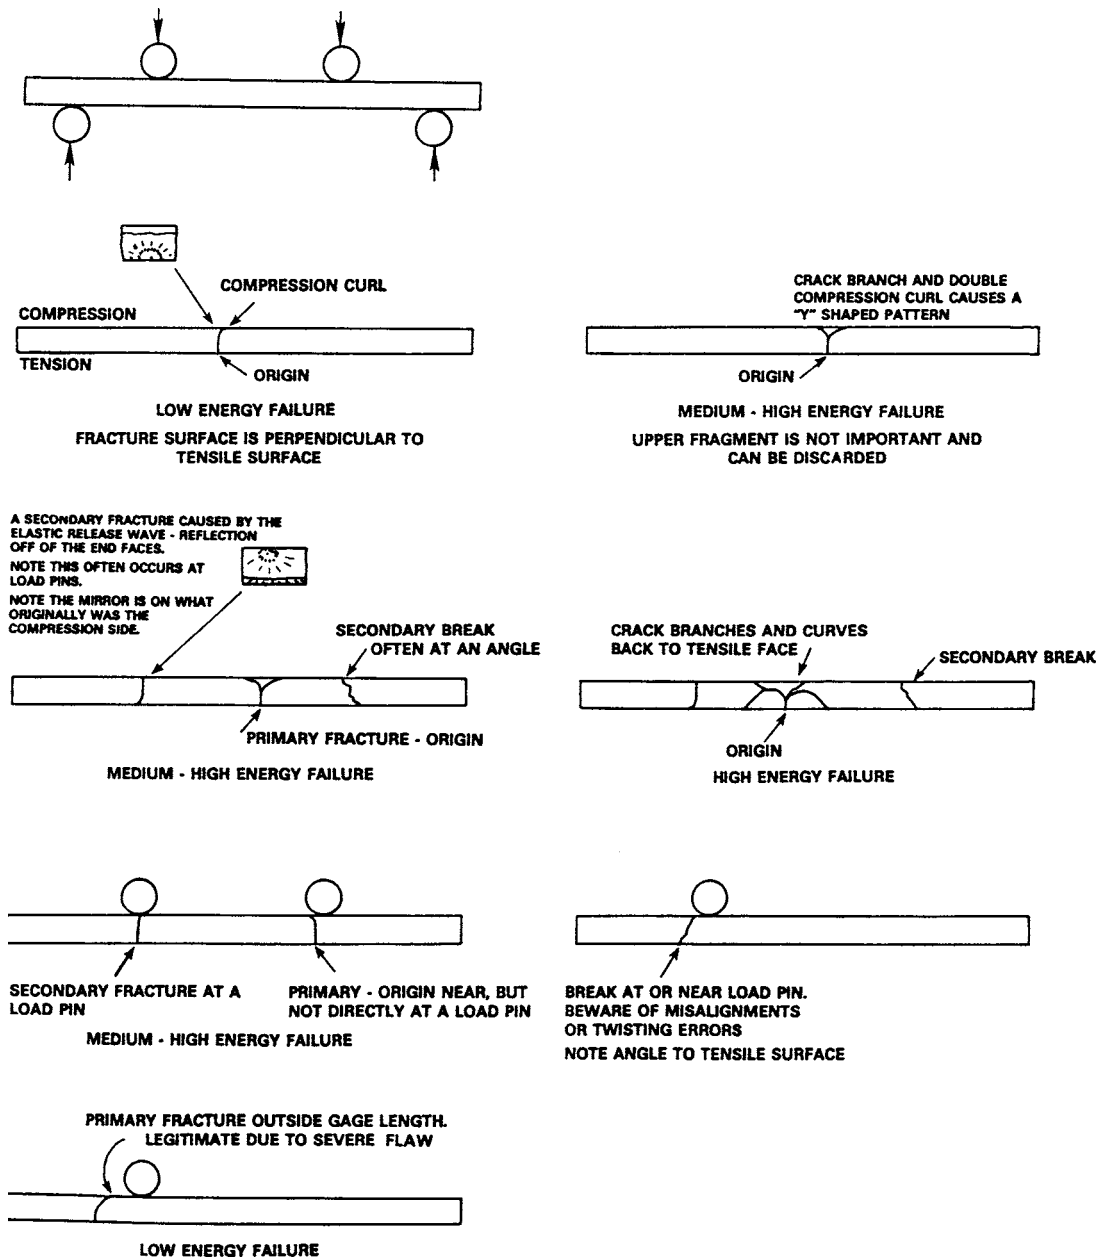 COMPRESSION CURL
COMPRESSION
TENSION
ORIGIN
LOW ENERGY FAILURE
FRACTURE SURFACE IS PERPENDICULAR TO
TENSILE SURFACE
CRACK BRANCH AND DOUBLE
COMPRESSION CURL CAUSES A
"Y" SHAPED PATTERN
ORIGIN
MEDIUM - HIGH ENERGY FAILURE
UPPER FRAGMENT IS NOT IMPORTANT AND
CAN BE DISCARDED
A SECONDARY FRACTURE CAUSED BY THE
ELASTIC RELEASE WAVE - REFLECTION
OFF OF THE END FACES.
NOTE THIS OFTEN OCCURS AT
LOAD PINS.
NOTE THE MIRROR IS ON WHAT
ORIGINALLY WAS THE
COMPRESSION SIDE.
SECONDARY BREAK
OFTEN AT AN ANGLE
PRIMARY FRACTURE - ORIGIN
MEDIUM - HIGH ENERGY FAILURE
CRACK BRANCHES AND CURVES
BACK TO TENSILE FACE
SECONDARY BREAK
ORIGIN
HIGH ENERGY FAILURE
SECONDARY FRACTURE AT A
LOAD PIN
PRIMARY - ORIGIN NEAR, BUT
NOT DIRECTLY AT A LOAD PIN
MEDIUM - HIGH ENERGY FAILURE
BREAK AT OR NEAR LOAD PIN.
BEWARE OF MISALIGNMENTS
OR TWISTING ERRORS
NOTE ANGLE TO TENSILE SURFACE
PRIMARY FRACTURE OUTSIDE GAGE LENGTH.
LEGITIMATE DUE TO SEVERE FLAW
LOW ENERGY FAILURE